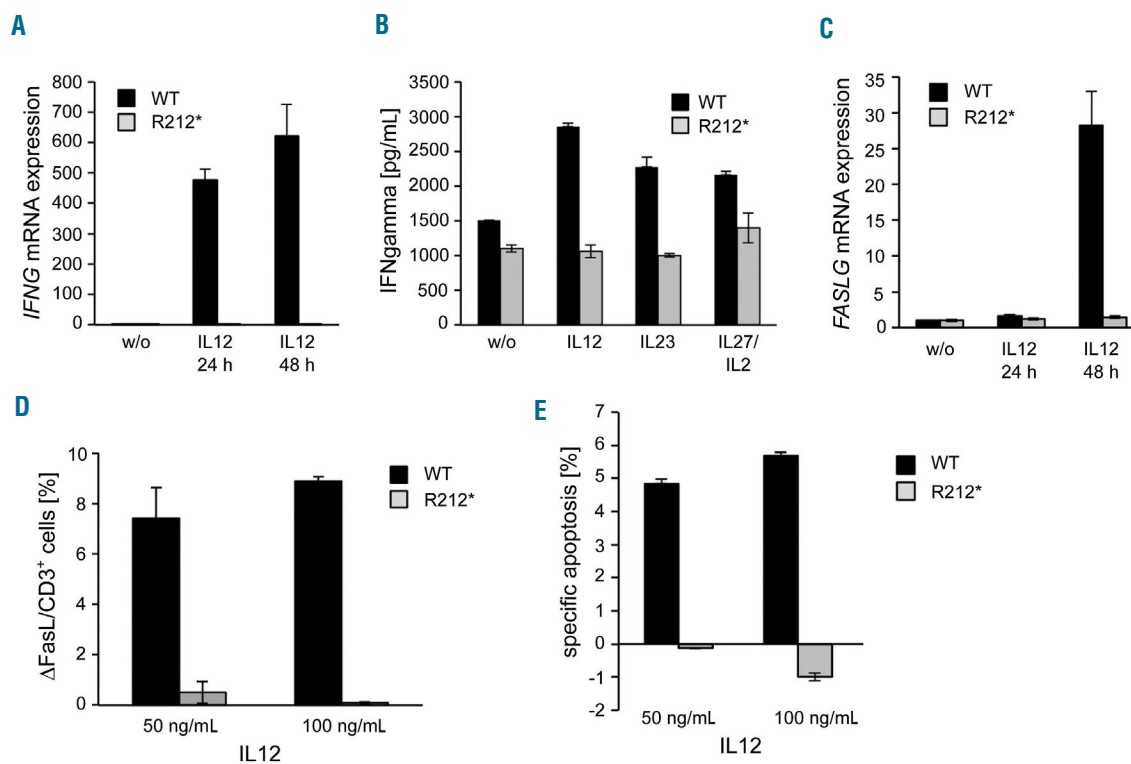 A
IFNG mRNA expression
800
700
600
500
400
300
200
100
0
WT
R212*
w/o
IL12
24 h
IL12
48 h
B
IFNgamma [pg/mL]
3500
3000
2500
2000
1500
1000
500
0
WT
R212*
w/o
IL12
IL23
IL27/
IL2
C
FASLG mRNA expression
35
30
25
20
15
10
5
0
WT
R212*
w/o
IL12
24 h
IL12
48 h
D
ΔFasL/CD3⁺ cells [%]
10
8
6
4
2
0
WT
R212*
50 ng/mL
100 ng/mL
IL12
E
specific apoptosis [%]
7
6
5
4
3
2
1
0
-1
-2
WT
R212*
50 ng/mL
100 ng/mL
IL12